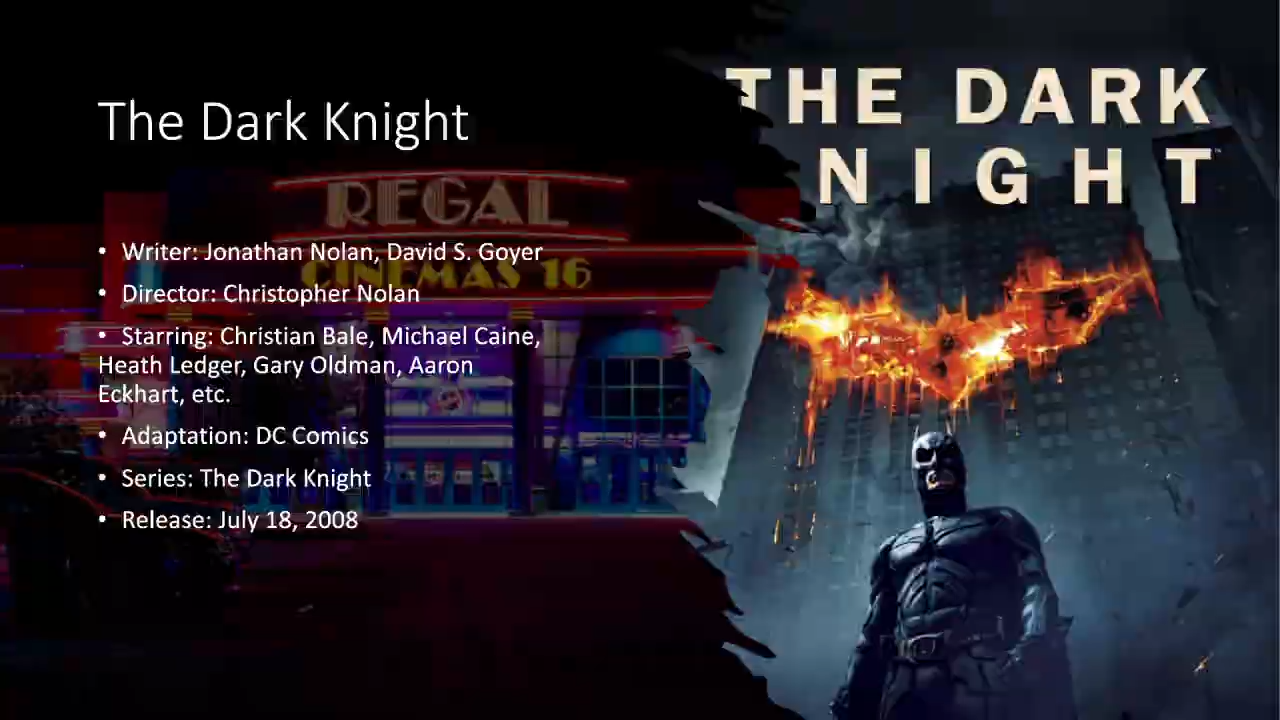 The Dark Knight
REGAL
CINEMAS 16
• Writer: Jonathan Nolan, David S. Goyer
• Director: Christopher Nolan
• Starring: Christian Bale, Michael Caine,
Heath Ledger, Gary Oldman, Aaron
Eckhart, etc.
• Adaptation: DC Comics
• Series: The Dark Knight
• Release: July 18, 2008
THE DARK
NIGHT